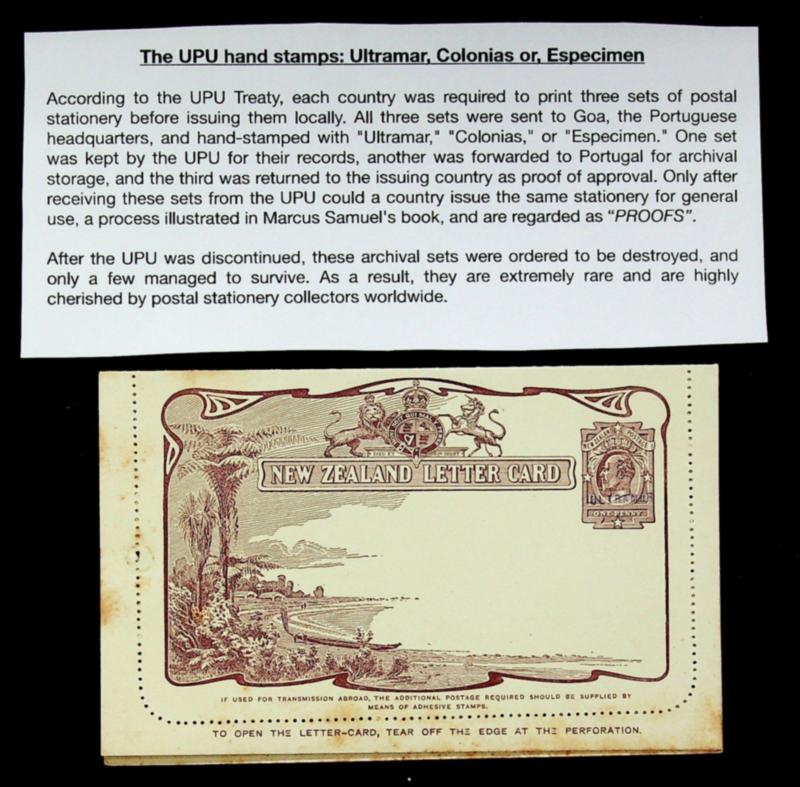 The UPU hand stamps: Ultramar, Colonias or, Especimen
According to the UPU Treaty, each country was required to print three sets of postal
stationery before issuing them locally. All three sets were sent to Goa, the Portuguese
headquarters, and hand-stamped with "Ultramar," "Colonias," or "Especimen." One set
was kept by the UPU for their records, another was forwarded to Portugal for archival
storage, and the third was returned to the issuing country as proof of approval. Only after
receiving these sets from the UPU could a country issue the same stationery for general
use, a process illustrated in Marcus Samuel's book, and are regarded as “PROOFS”.
After the UPU was discontinued, these archival sets were ordered to be destroyed, and
only a few managed to survive. As a result, they are extremely rare and are highly
cherished by postal stationery collectors worldwide.
NEW ZEALAND LETTER CARD
ULTRAMAR
ONE PENNY
IF USED FOR TRANSMISSION ABROAD, THE ADDITIONAL POSTAGE REQUIRED SHOULD BE SUPPLIED BY
MEANS OF ADHESIVE STAMPS.
TO OPEN THE LETTER-CARD, TEAR OFF THE EDGE AT THE PERFORATION.